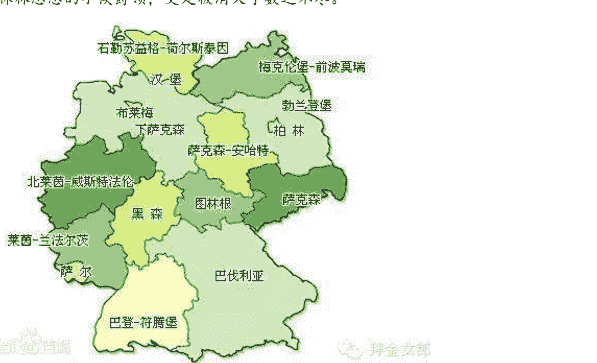 石勒苏益格-荷尔斯泰因
梅克伦堡-前波莫瑞
汉堡
勃兰登堡
布莱梅
下萨克森
柏林
萨克森-安哈特
北莱茵-威斯特法伦
图林根
萨克森
黑森
莱茵-兰法尔茨
萨尔
巴伐利亚
巴登-符腾堡